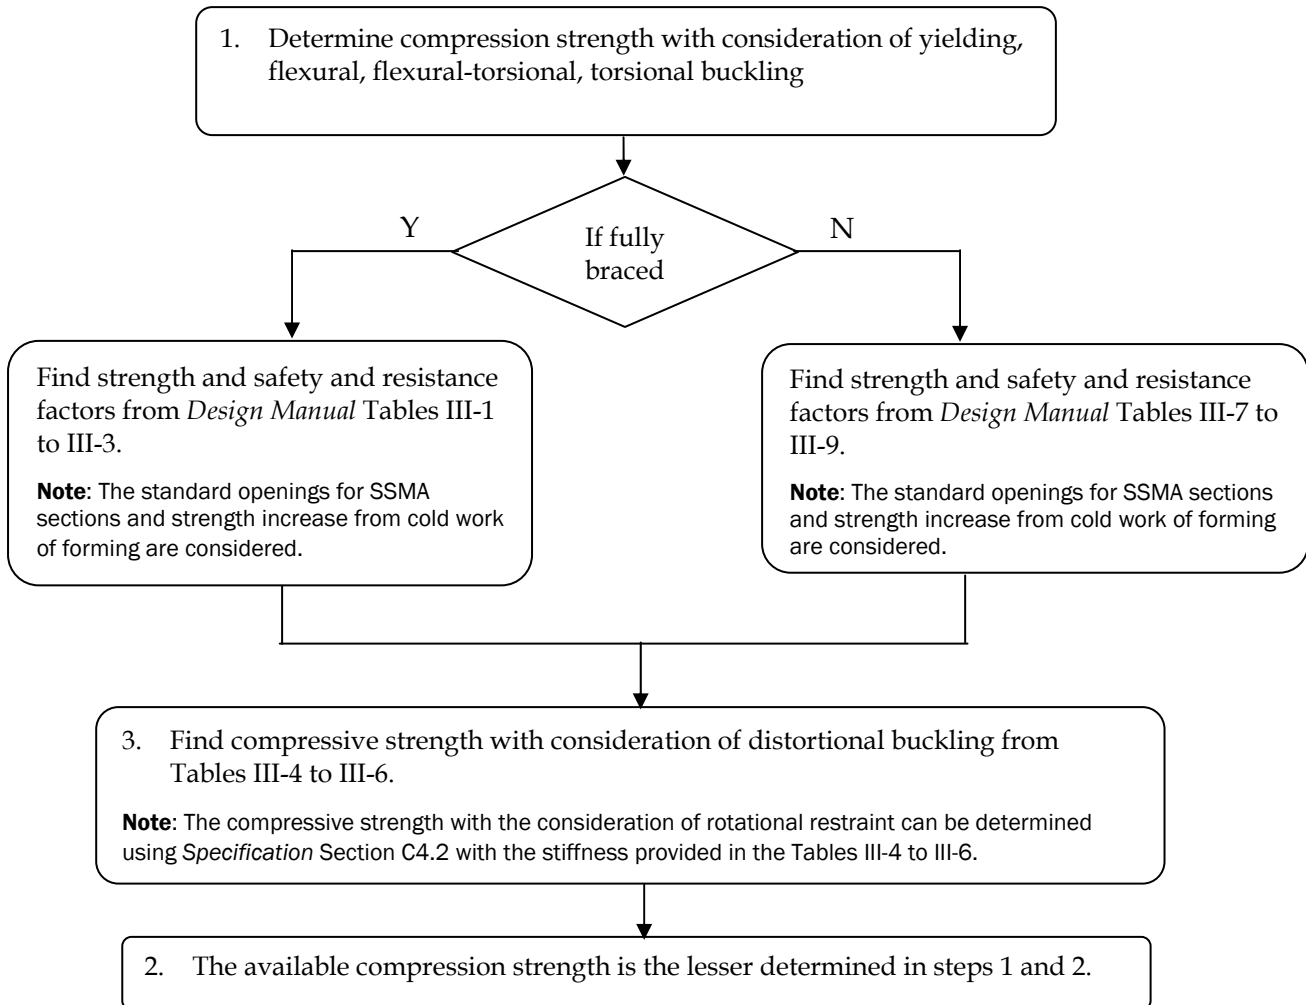 1. Determine compression strength with consideration of yielding,
flexural, flexural-torsional, torsional buckling
Y
N
If fully
braced
Find strength and safety and resistance
factors from Design Manual Tables III-1
to III-3.
Note: The standard openings for SSMA
sections and strength increase from cold work
of forming are considered.
Find strength and safety and resistance
factors from Design Manual Tables III-7 to
III-9.
Note: The standard openings for SSMA sections
and strength increase from cold work of forming
are considered.
3. Find compressive strength with consideration of distortional buckling from
Tables III-4 to III-6.
Note: The compressive strength with the consideration of rotational restraint can be determined
using Specification Section C4.2 with the stiffness provided in the Tables III-4 to III-6.
2. The available compression strength is the lesser determined in steps 1 and 2.